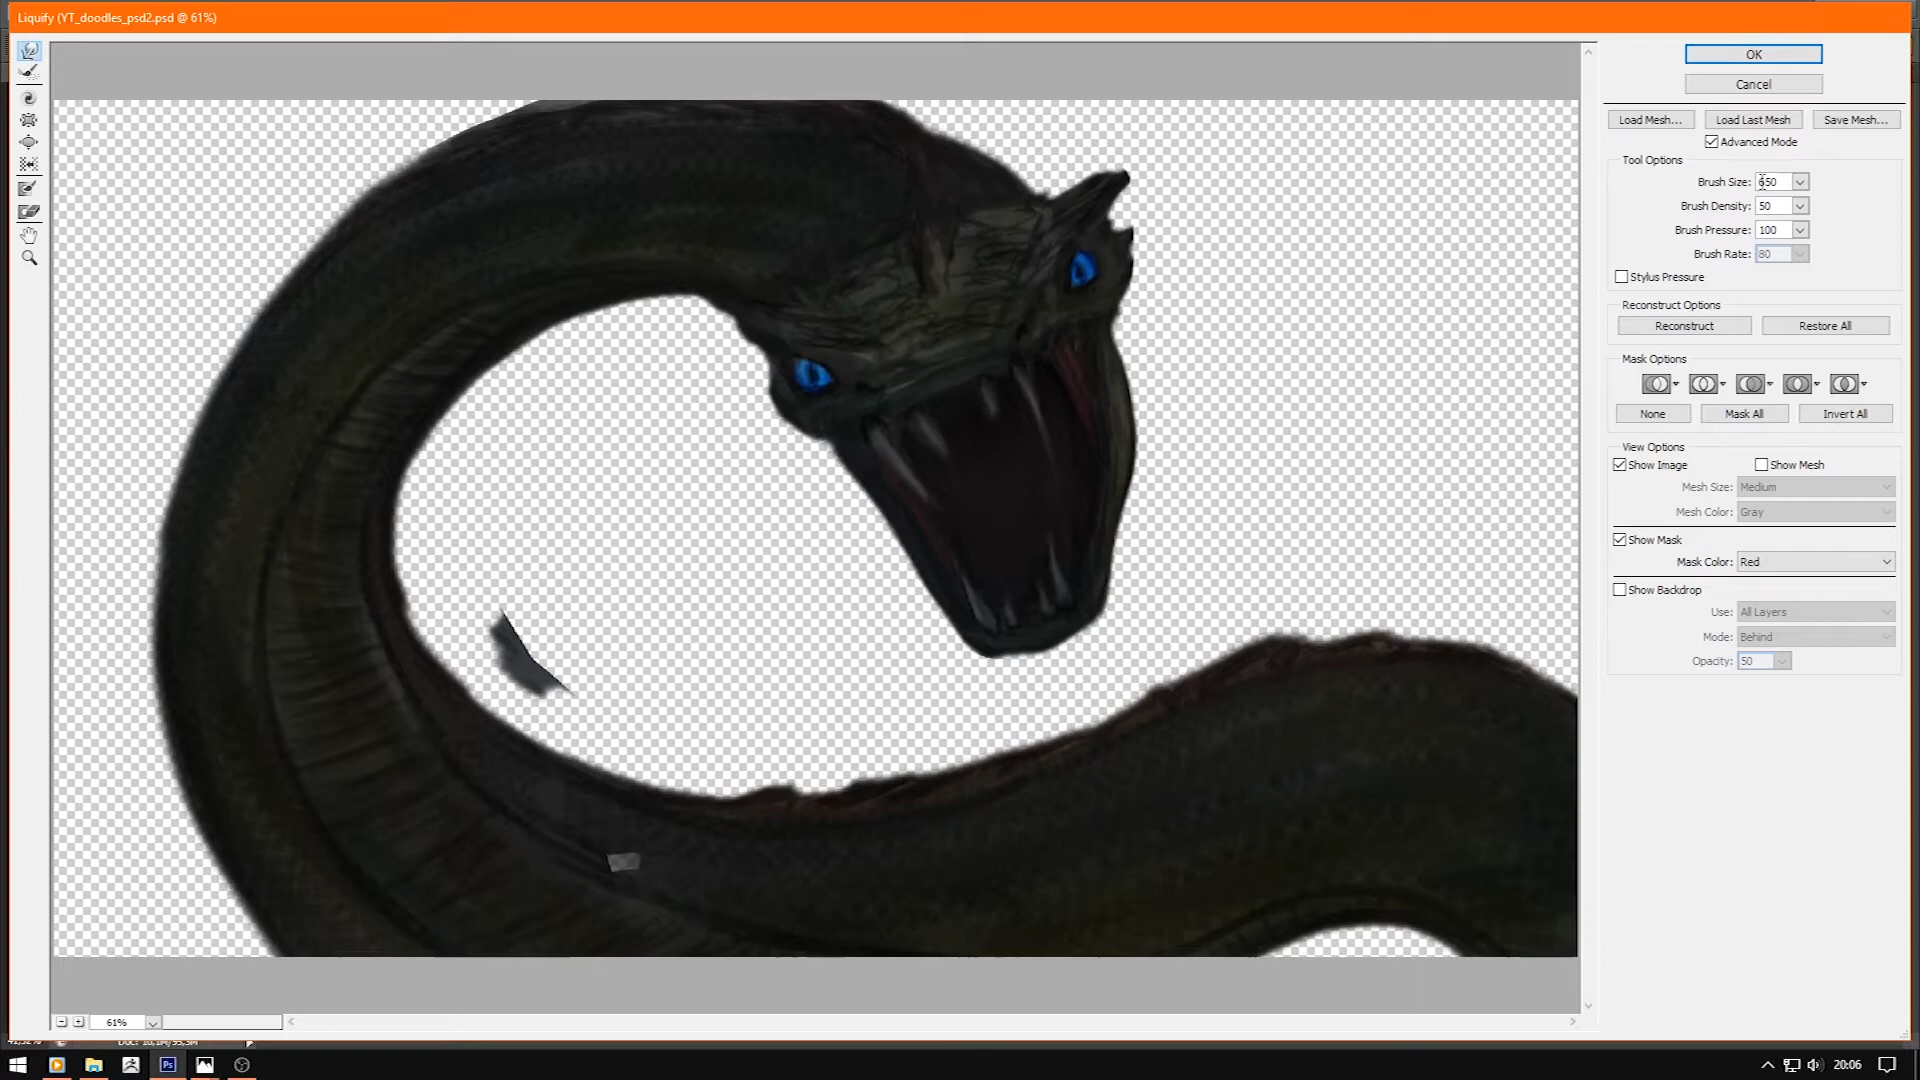 Liquify (YT_doodles_psd2.psd @ 61%)
OK
Cancel
Load Mesh...
Load Last Mesh
Save Mesh...
Advanced Mode
Tool Options
Brush Size: 650
Brush Density: 50
Brush Pressure: 100
Brush Rate: 80
Stylus Pressure
Reconstruct Options
Reconstruct
Restore All
Mask Options
None
Mask All
Invert All
View Options
Show Image
Show Mesh
Mesh Size: Medium
Mesh Color: Gray
Show Mask
Mask Color: Red
Show Backdrop
Use: All Layers
Mode: Behind
Opacity: 50
61%
Ps
20:06